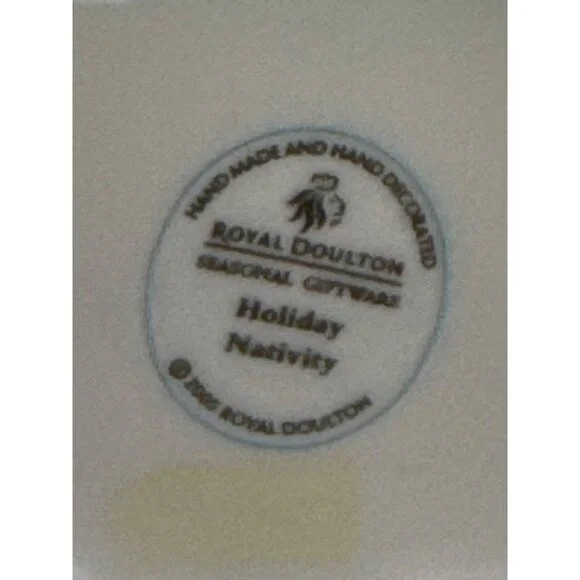 HAND MADE AND HAND DECORATED
ROYAL DOULTON
SEASONAL GIFTWARE
Holiday
Nativity
© ROYAL DOULTON